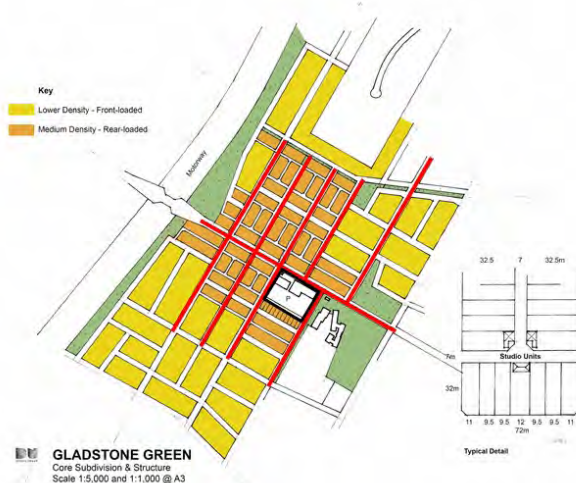 Key
Lower Density - Front-loaded
Medium Density - Rear-loaded
Motorway
P
32.5 7 32.5m
7m
Studio Units
32m
11 9.5 9.5 12 9.5 9.5 11
72m
Typical Detail
GLADSTONE GREEN
Core Subdivision & Structure
Scale 1:5,000 and 1:1,000 @ A3